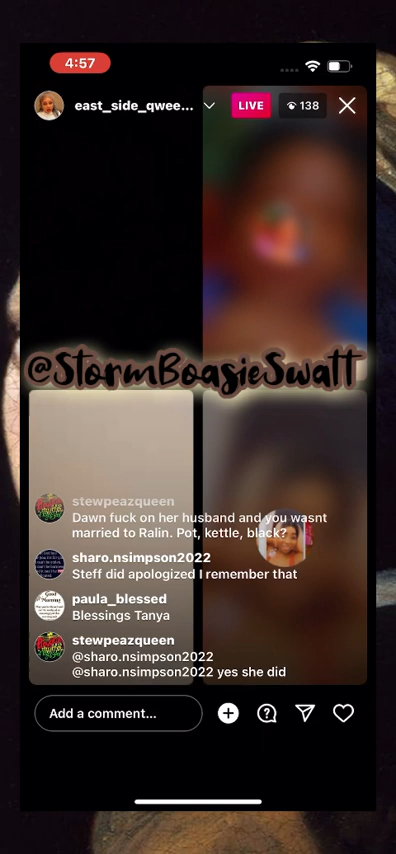 4:57
east_side_qwee...
LIVE
138
@StormBoasieSwatt
stewpeazqueen
Dawn fuck on her husband and you wasnt
married to Ralin. Pot, kettle, black?
sharo.nsimpson2022
Steff did apologized I remember that
paula_blessed
Blessings Tanya
stewpeazqueen
@sharo.nsimpson2022
@sharo.nsimpson2022 yes she did
Add a comment...